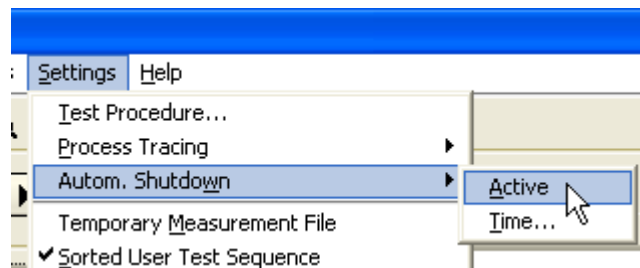 Settings Help
Test Procedure...
Process Tracing
Autom. Shutdown
Active
Time...
Temporary Measurement File
Sorted User Test Sequence